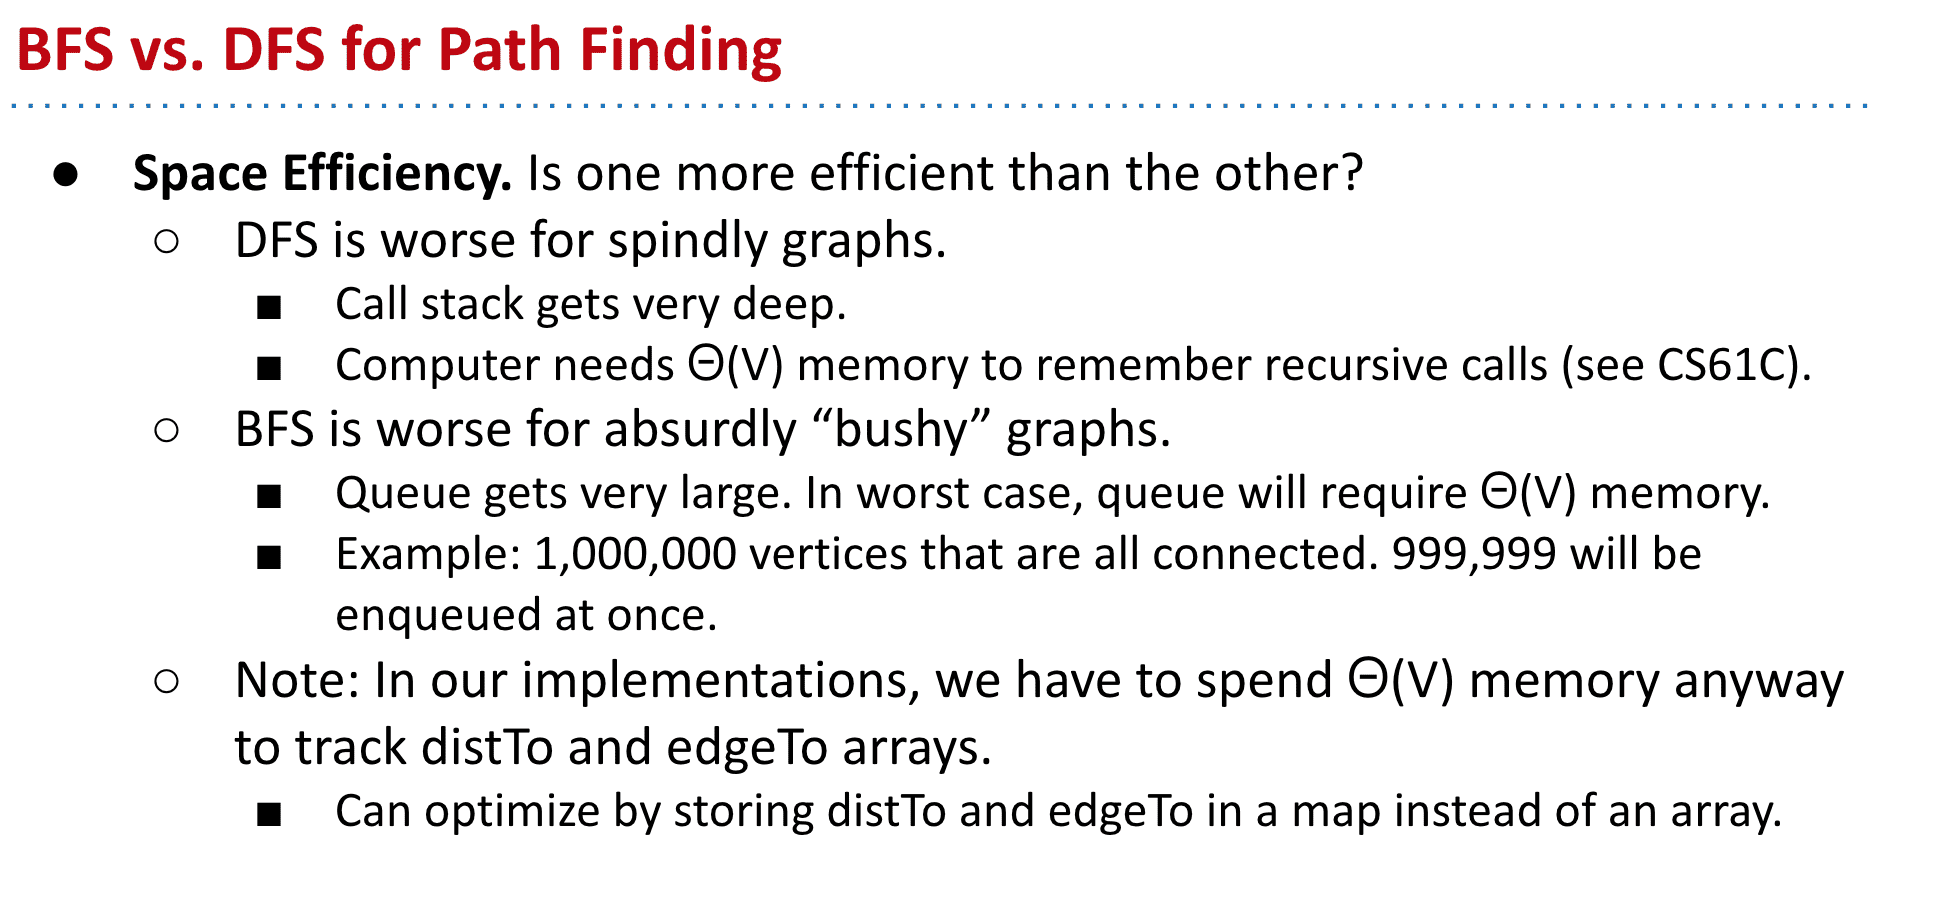 BFS vs. DFS for Path Finding
● Space Efficiency. Is one more efficient than the other?
○ DFS is worse for spindly graphs.
■ Call stack gets very deep.
■ Computer needs Θ(V) memory to remember recursive calls (see CS61C).
○ BFS is worse for absurdly “bushy” graphs.
■ Queue gets very large. In worst case, queue will require Θ(V) memory.
■ Example: 1,000,000 vertices that are all connected. 999,999 will be
enqueued at once.
○ Note: In our implementations, we have to spend Θ(V) memory anyway
to track distTo and edgeTo arrays.
■ Can optimize by storing distTo and edgeTo in a map instead of an array.